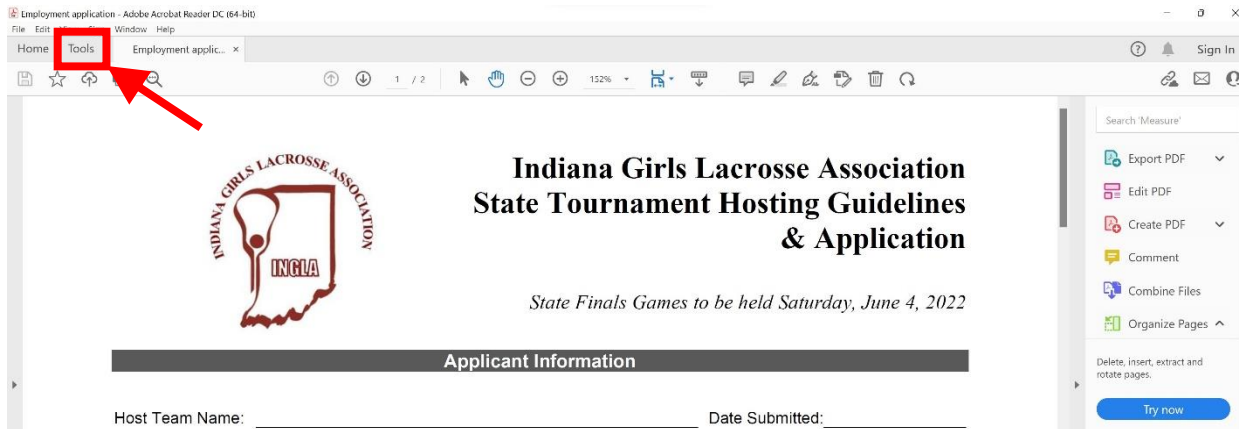 Employment application - Adobe Acrobat Reader DC (64-bit)
File Edit Window Help
Home Tools Employment applic... × Sign In
1 / 2 152%
Search 'Measure'
Export PDF
Edit PDF
Create PDF
Comment
Combine Files
Organize Pages
Delete, insert, extract and
rotate pages.
Try now
INDIANA GIRLS LACROSSE ASSOCIATION
INGLA
Indiana Girls Lacrosse Association
State Tournament Hosting Guidelines
& Application
State Finals Games to be held Saturday, June 4, 2022
Applicant Information
Host Team Name: Date Submitted: